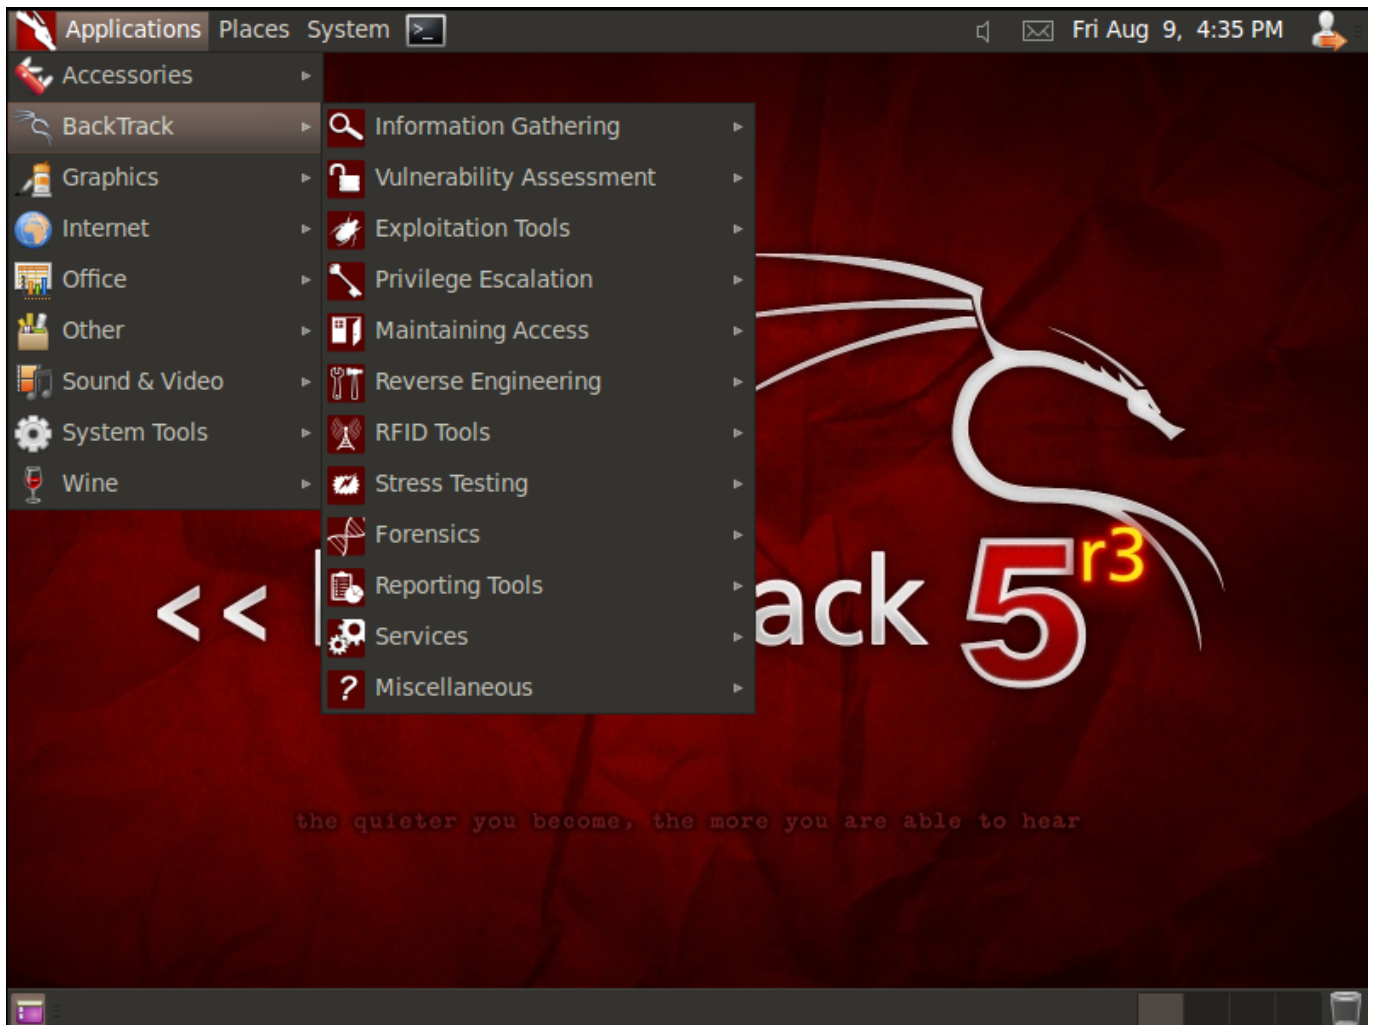 Applications Places System Fri Aug 9, 4:35 PM
Accessories
BackTrack
Graphics
Internet
Office
Other
Sound & Video
System Tools
Wine
Information Gathering
Vulnerability Assessment
Exploitation Tools
Privilege Escalation
Maintaining Access
Reverse Engineering
RFID Tools
Stress Testing
Forensics
Reporting Tools
Services
Miscellaneous
<< ack 5 r3
the quieter you become, the more you are able to hear